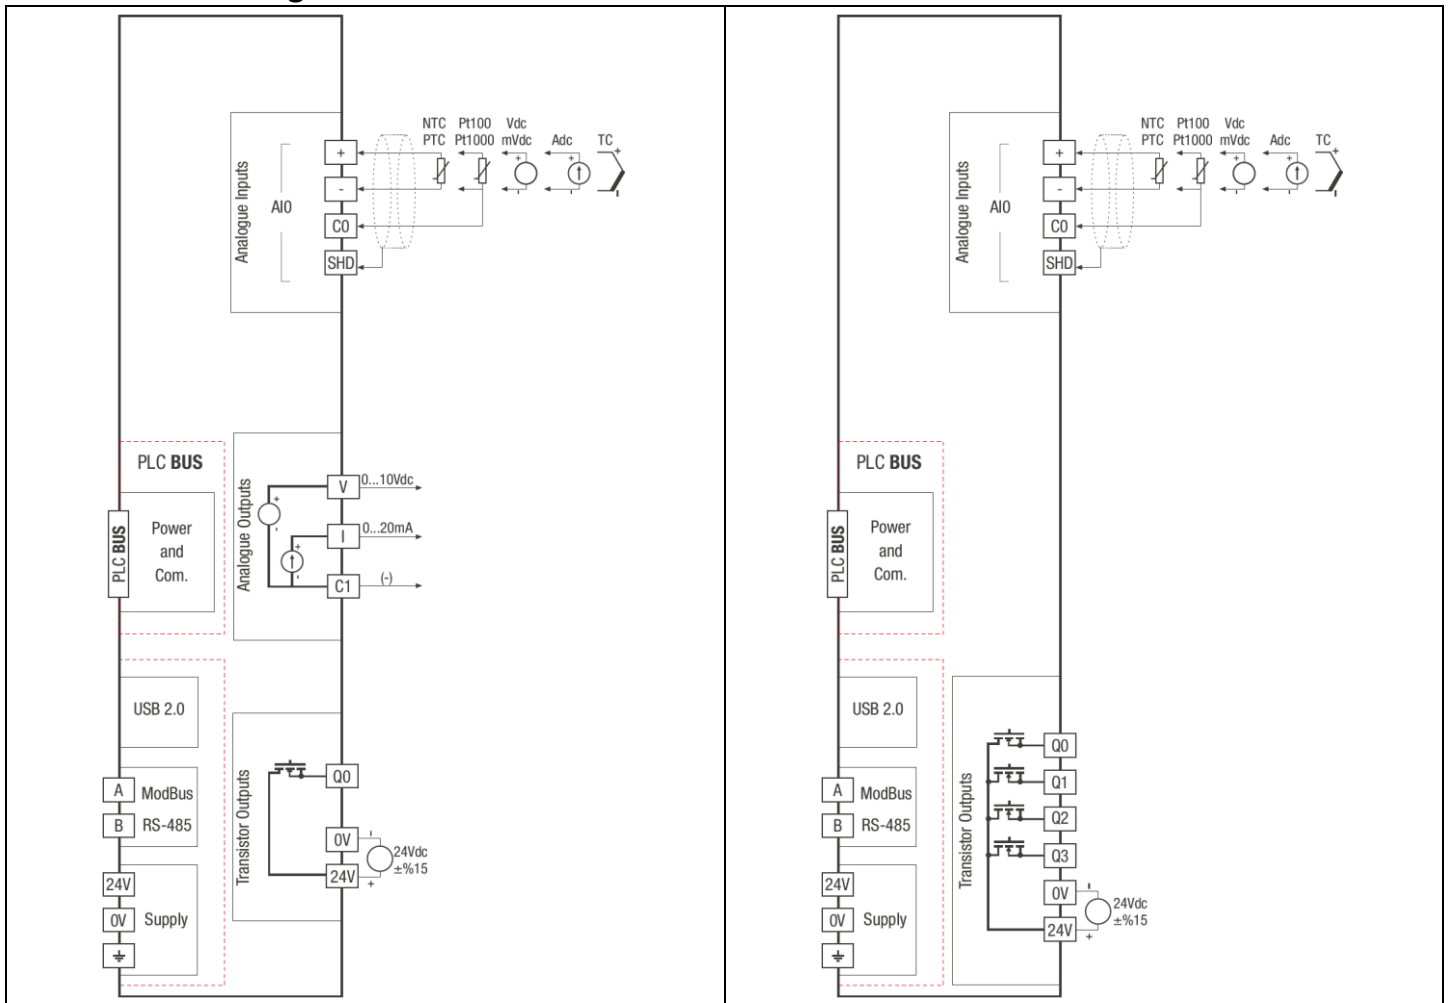 NTC Pt100 Vdc
PTC Pt1000 mVdc Adc TC
+
-
C0
SHD
Analogue Inputs
AI0
+ - + - + -
PLC BUS
PLC BUS
Power
and
Com.
Analogue Outputs
V 0...10Vdc
I 0...20mA
C1 (-)
+ - + -
USB 2.0
A ModBus
B RS-485
24V
0V Supply
Transistor Outputs
Q0
0V -
24Vdc
±%15
24V +
NTC Pt100 Vdc
PTC Pt1000 mVdc Adc TC
+
-
C0
SHD
Analogue Inputs
AI0
+ - + - + -
PLC BUS
PLC BUS
Power
and
Com.
USB 2.0
A ModBus
B RS-485
24V
0V Supply
Transistor Outputs
Q0
Q1
Q2
Q3
0V -
24Vdc
±%15
24V +